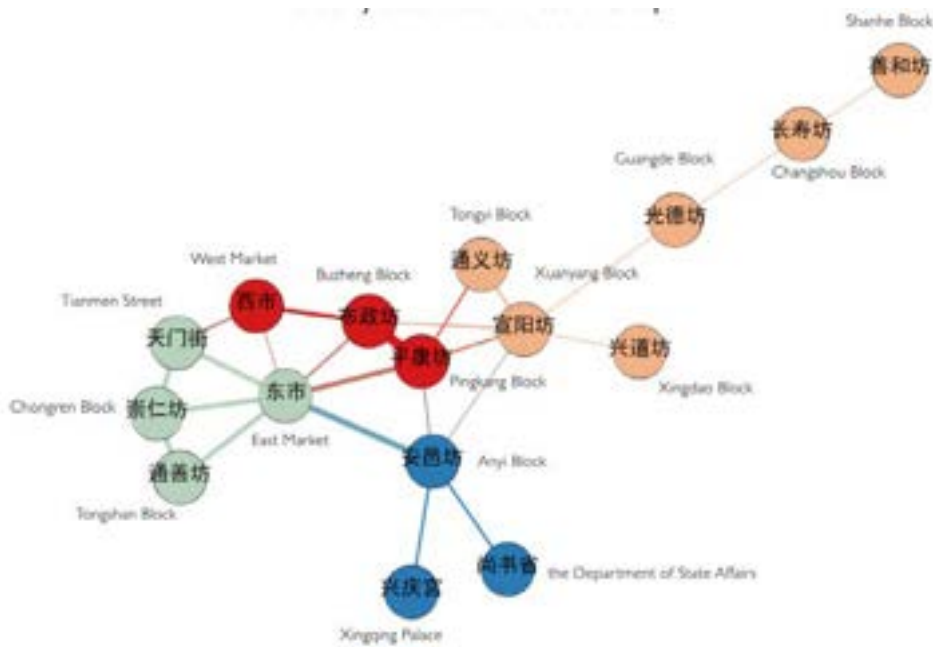 Shanhe Block
善和坊
长寿坊
Changshou Block
Guangde Block
光德坊
Tongyi Block
通义坊
Xuanyang Block
宣阳坊
West Market
西市
Buzheng Block
布政坊
Tianmen Street
天门街
平康坊
Pingkang Block
兴道坊
Xingdao Block
东市
East Market
Chongren Block
崇仁坊
安邑坊
Anyi Block
通善坊
Tongshan Block
尚书省
the Department of State Affairs
兴庆宫
Xingqing Palace